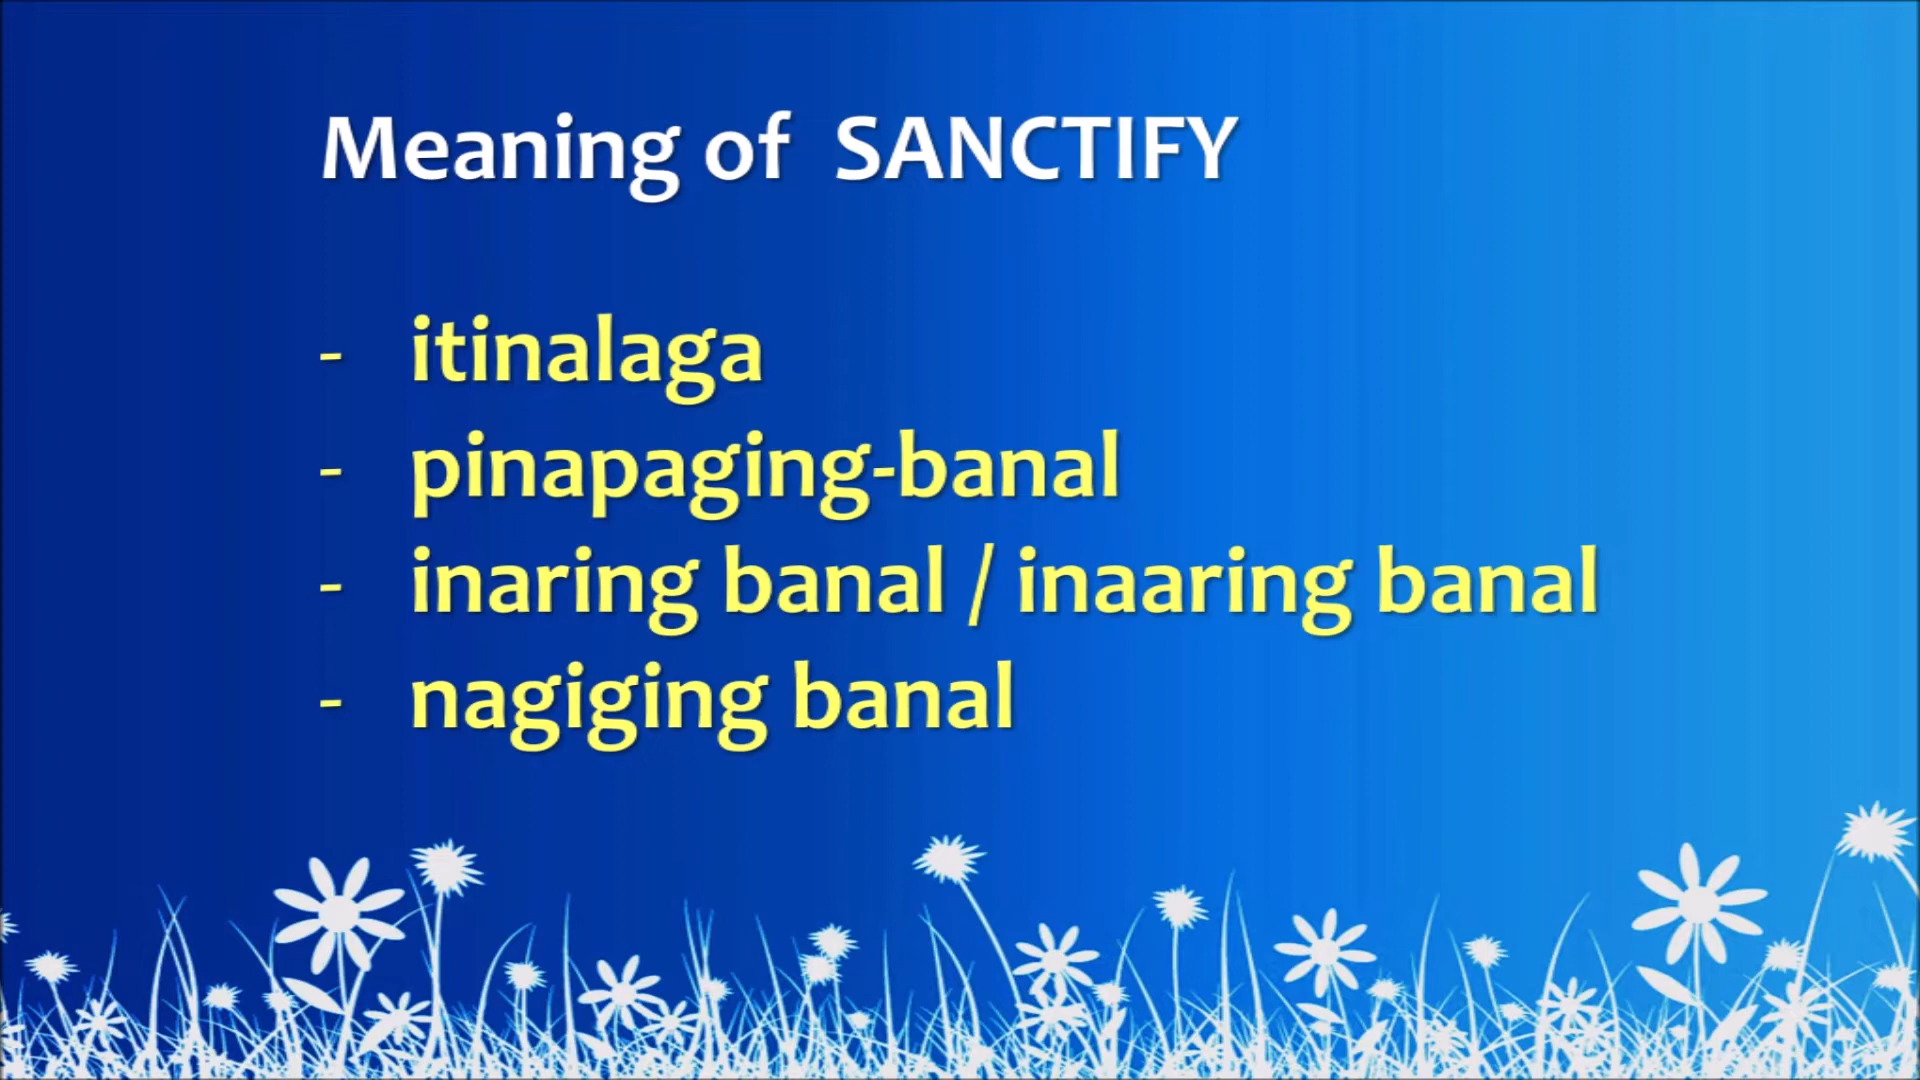 Meaning of SANCTIFY
- itinalaga
- pinapaging-banal
- inaring banal / inaaring banal
- nagiging banal